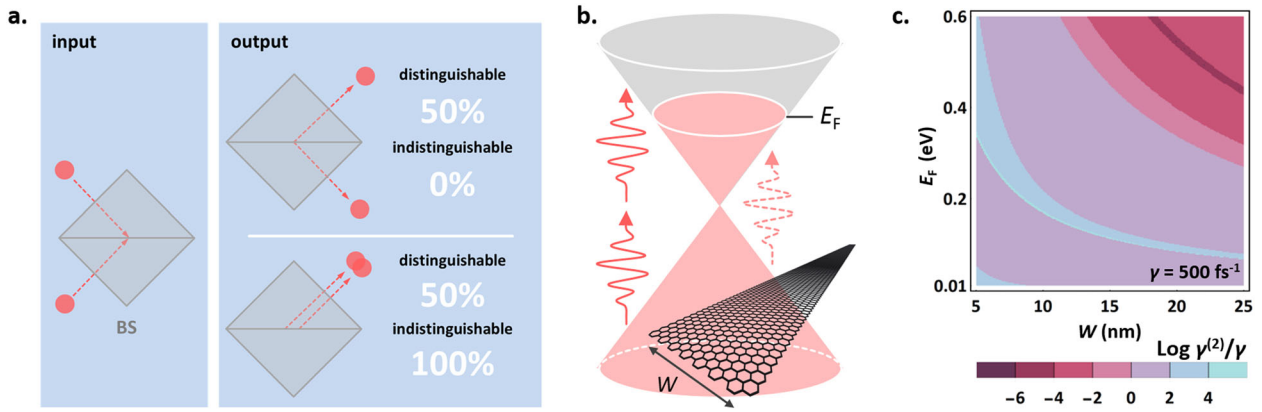 a.
input
BS
output
distinguishable
50%
indistinguishable
0%
distinguishable
50%
indistinguishable
100%
b.
E_F
W
c.
E_F (eV)
0.6
0.4
0.2
0.01
γ = 500 fs⁻¹
5 10 15 20 25
W (nm)
Log γ⁽²⁾/γ
−6 −4 −2 0 2 4